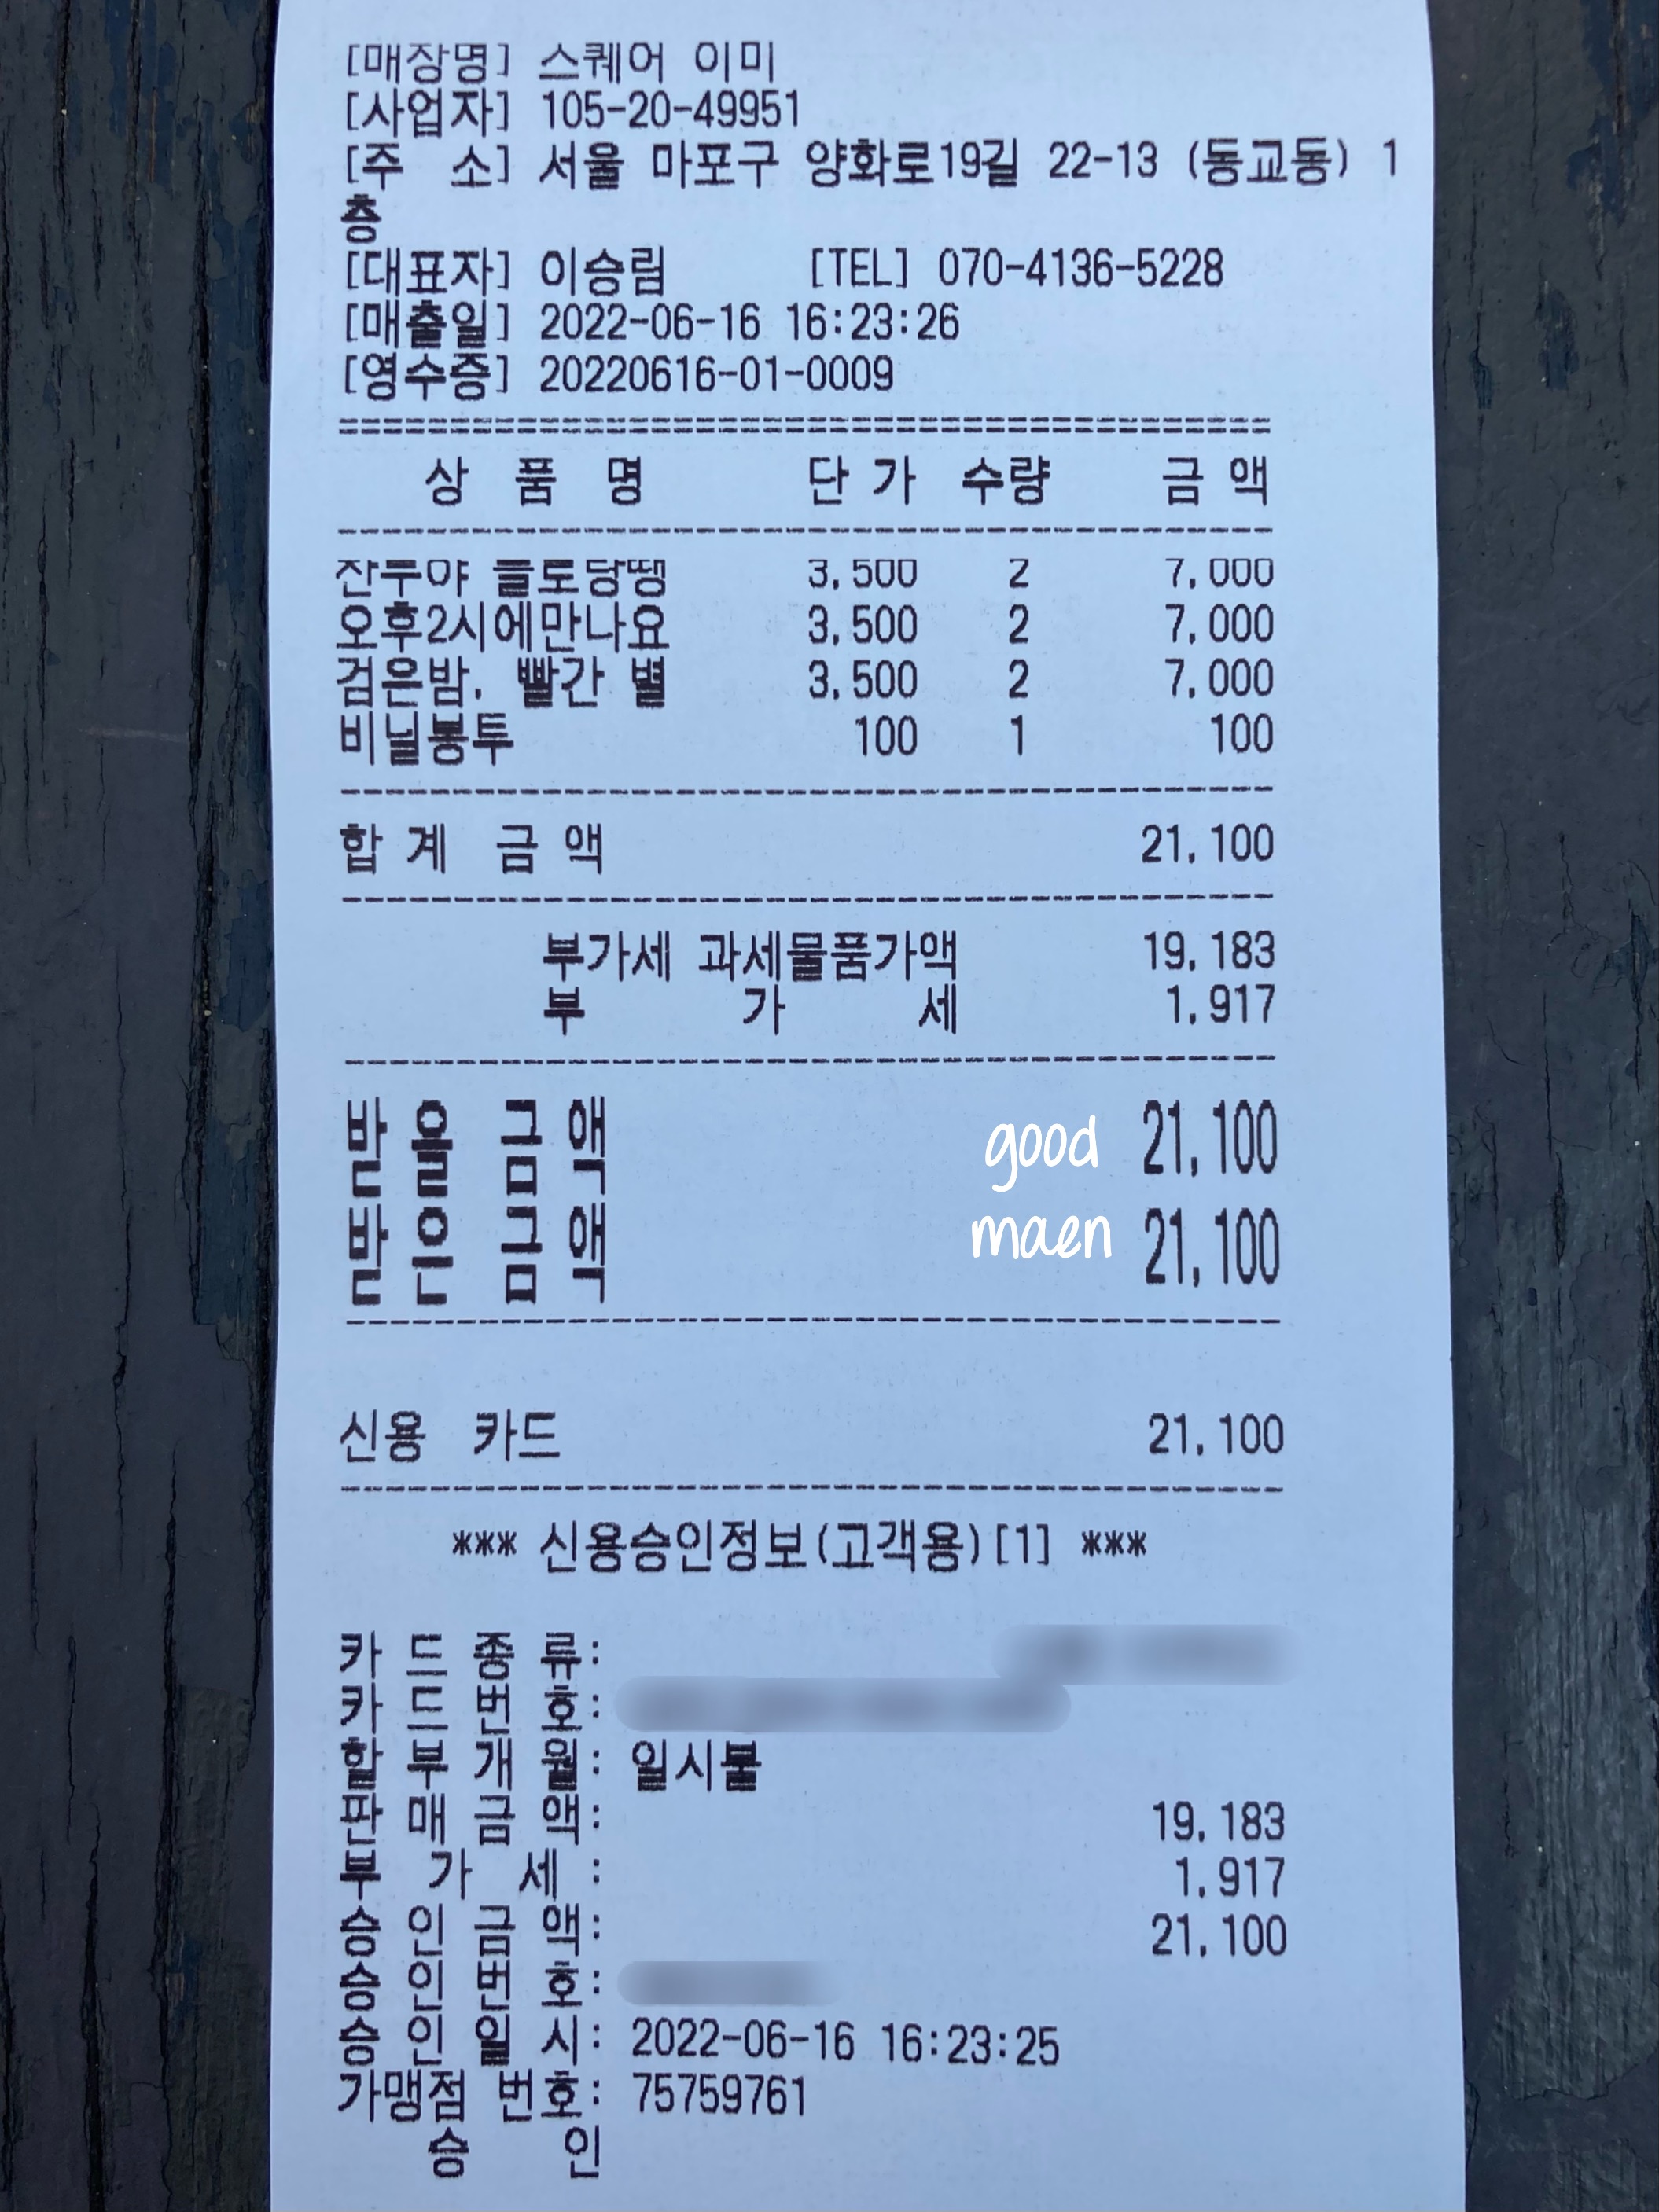 [매장명] 스퀘어 이미
[사업자] 105-20-49951
[주 소] 서울 마포구 양화로19길 22-13 (동교동) 1
층
[대표자] 이승림 [TEL] 070-4136-5228
[매출일] 2022-06-16 16:23:26
[영수증] 20220616-01-0009
상 품 명 단 가 수량 금 액
3,500 2 7,000
오후2시에만나요 3,500 2 7,000
검은밤. 빨간 별 3,500 2 7,000
비닐봉투 100 1 100
합 계 금 액 21,100
부가세 과세물품가액 19,183
부 가 세 1,917
받 을 금 액 good 21,100
받 은 금 액 maen 21,100
신용 카드 21,100
*** 신용승인정보(고객용)[1] ***
카 드 종 류:
카 드 번 호:
할 부 개 월: 일시불
판 매 금 액: 19,183
부 가 세 : 1,917
승 인 금 액: 21,100
승 인 번 호:
승 인 일 시: 2022-06-16 16:23:25
가맹점 번호: 75759761
승 인